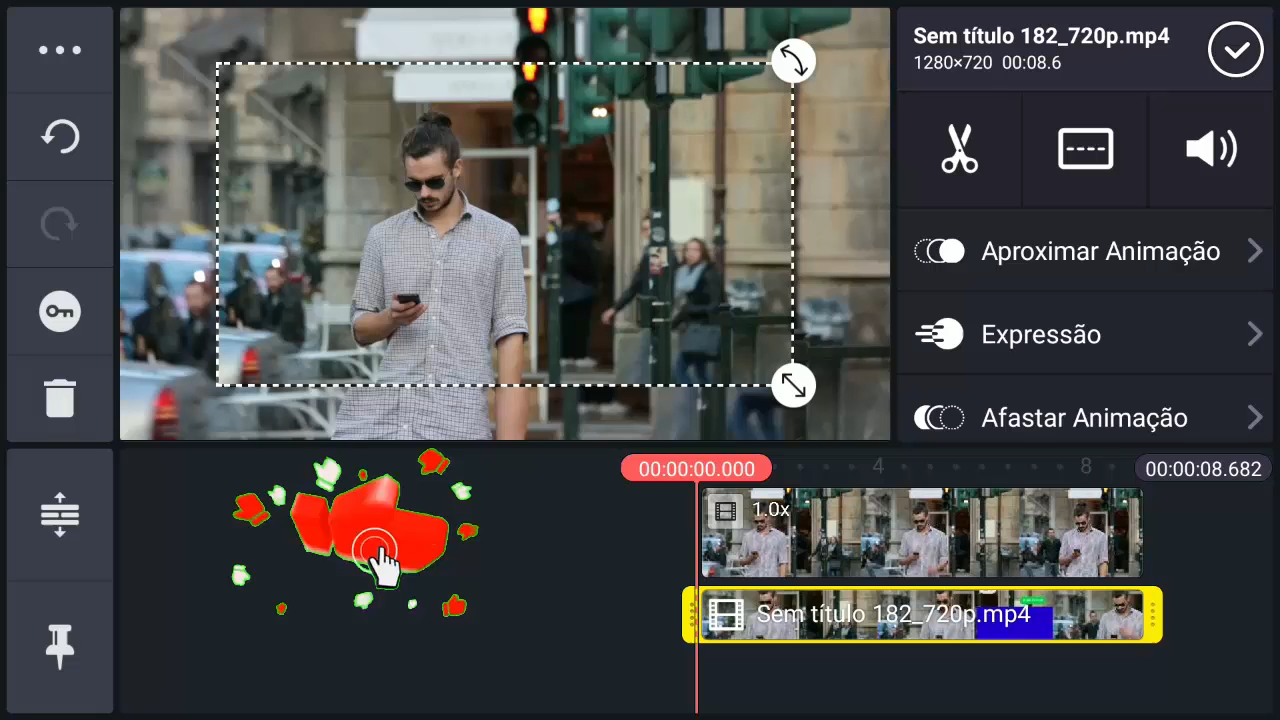 Sem título 182_720p.mp4
1280×720 00:08.6
Aproximar Animação
Expressão
Afastar Animação
00:00:00.000
4
8
00:00:08.682
1.0x
Sem título 182_720p.mp4